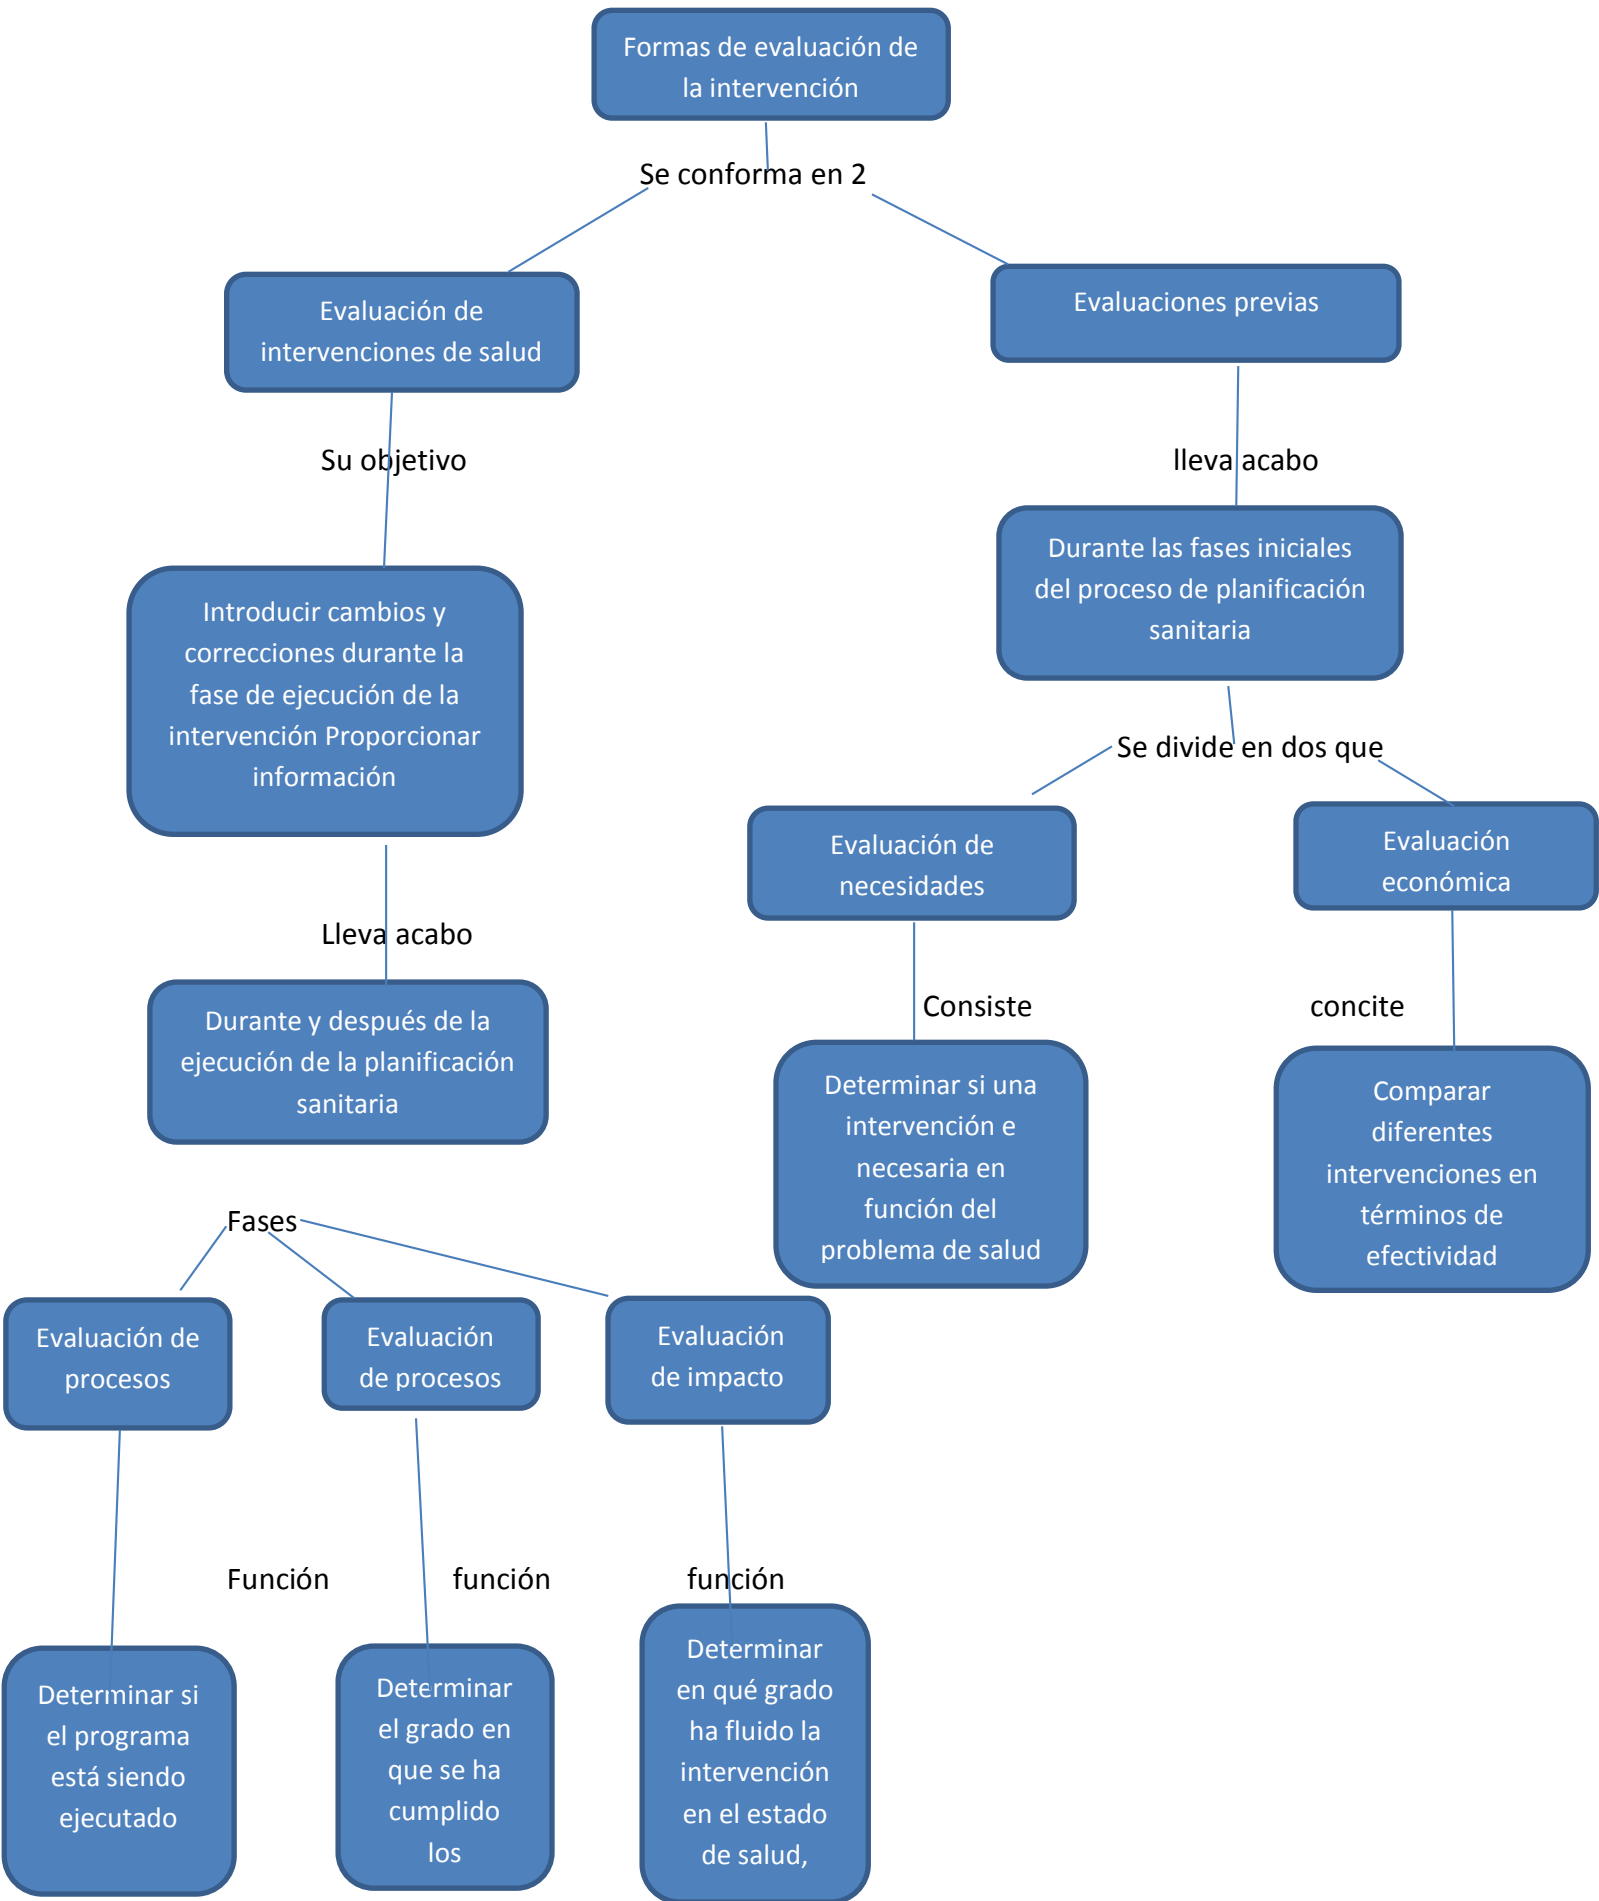 Formas de evaluación de
la intervención
Se conforma en 2
Evaluación de
intervenciones de salud
Evaluaciones previas
Su objetivo
lleva acabo
Introducir cambios y
correcciones durante la
fase de ejecución de la
intervención Proporcionar
información
Durante las fases iniciales
del proceso de planificación
sanitaria
Se divide en dos que
Evaluación de
necesidades
Evaluación
económica
Lleva acabo
Consiste
concite
Durante y después de la
ejecución de la planificación
sanitaria
Determinar si una
intervención e
necesaria en
función del
problema de salud
Comparar
diferentes
intervenciones en
términos de
efectividad
Fases
Evaluación de
procesos
Evaluación
de procesos
Evaluación
de impacto
Función
función
función
Determinar si
el programa
está siendo
ejecutado
Determinar
el grado en
que se ha
cumplido
los
Determinar
en qué grado
ha fluido la
intervención
en el estado
de salud,